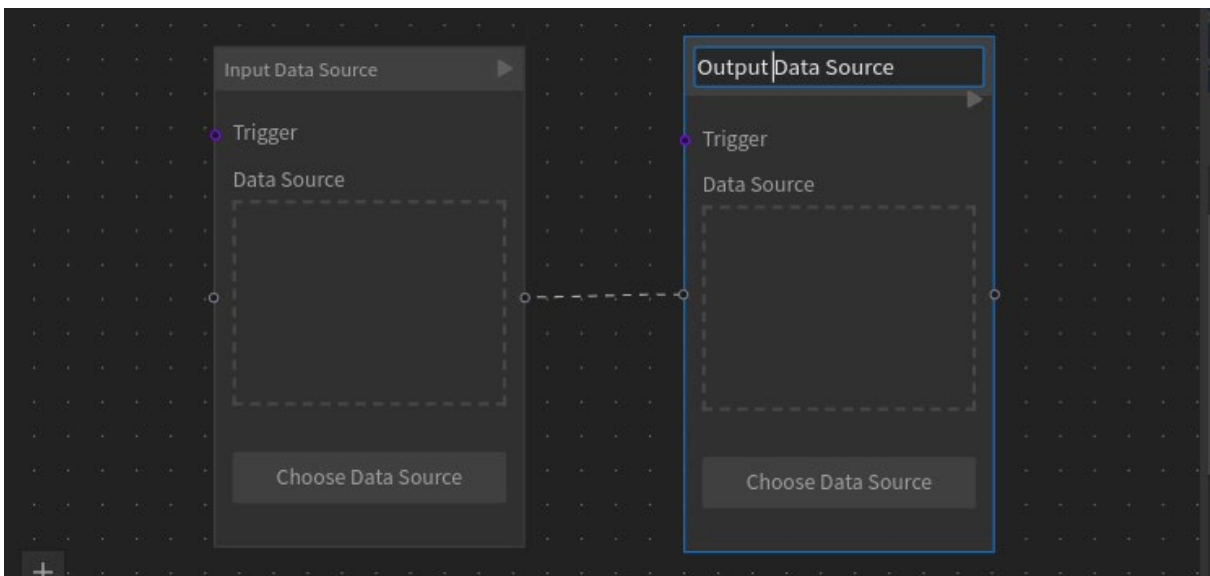 Input Data Source
Trigger
Data Source
Choose Data Source
Output Data Source
Trigger
Data Source
Choose Data Source